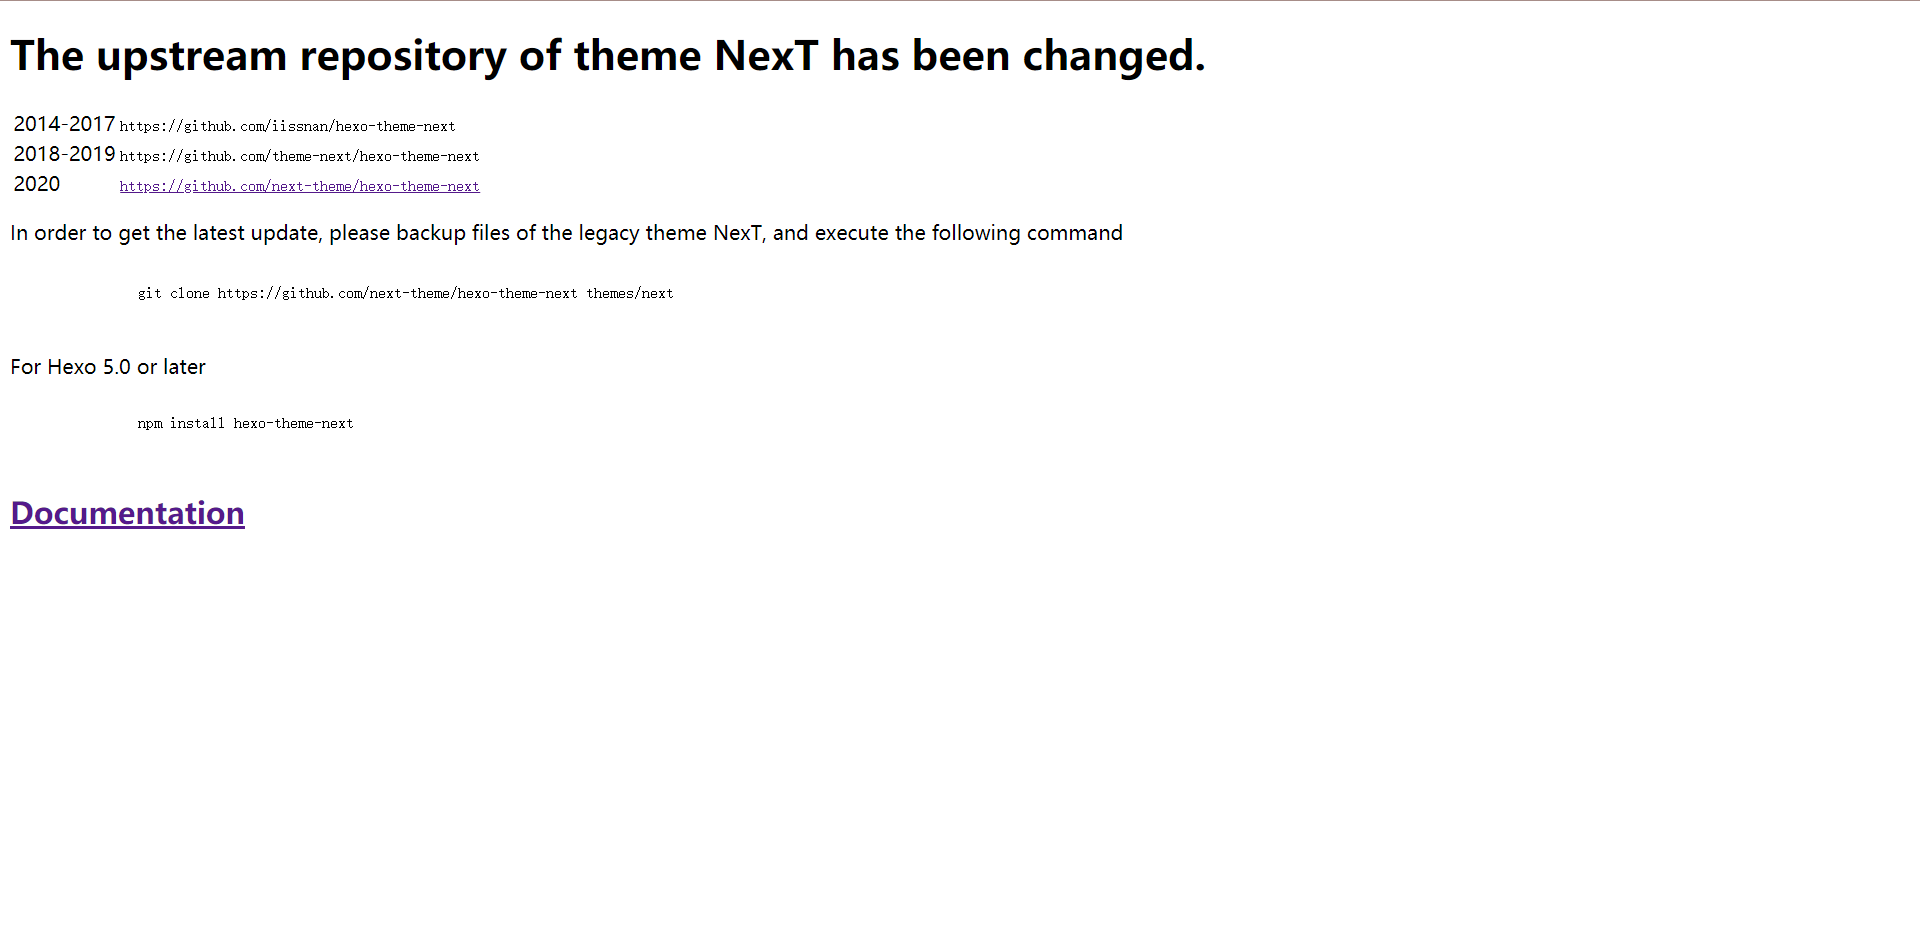 The upstream repository of theme NexT has been changed.
2014-2017 https://github.com/iissnan/hexo-theme-next
2018-2019 https://github.com/theme-next/hexo-theme-next
2020 https://github.com/next-theme/hexo-theme-next
In order to get the latest update, please backup files of the legacy theme NexT, and execute the following command
git clone https://github.com/next-theme/hexo-theme-next themes/next
For Hexo 5.0 or later
npm install hexo-theme-next
Documentation